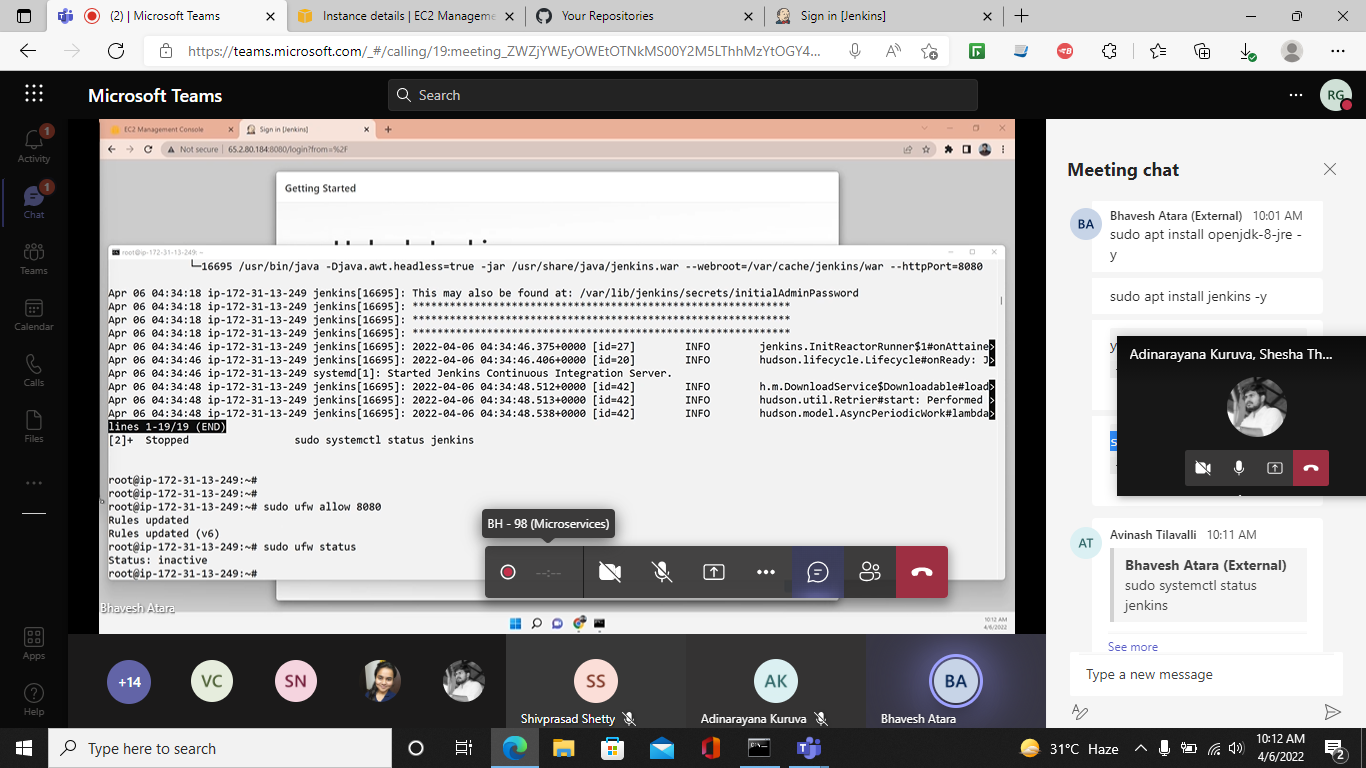 (2) | Microsoft Teams
Instance details | EC2 Manageme
Your Repositories
Sign in [Jenkins]
https://teams.microsoft.com/_#/calling/19:meeting_ZWZjYWEyOWEtOTNkMS00Y2M5LThhMzYtOGY4...
Microsoft Teams
Search
RG
Activity
1
Chat
1
Teams
Calendar
Calls
Files
Apps
Help
EC2 Management Console
Sign in [Jenkins]
Not secure | 65.2.80.184:8080/login?from=%2F
Getting Started
root@ip-172-31-13-249: ~
└─16695 /usr/bin/java -Djava.awt.headless=true -jar /usr/share/java/jenkins.war --webroot=/var/cache/jenkins/war --httpPort=8080
Apr 06 04:34:18 ip-172-31-13-249 jenkins[16695]: This may also be found at: /var/lib/jenkins/secrets/initialAdminPassword
Apr 06 04:34:18 ip-172-31-13-249 jenkins[16695]: *************************************************************
Apr 06 04:34:18 ip-172-31-13-249 jenkins[16695]: *************************************************************
Apr 06 04:34:18 ip-172-31-13-249 jenkins[16695]: *************************************************************
Apr 06 04:34:46 ip-172-31-13-249 jenkins[16695]: 2022-04-06 04:34:46.375+0000 [id=27] INFO jenkins.InitReactorRunner$1#onAttaine>
Apr 06 04:34:46 ip-172-31-13-249 jenkins[16695]: 2022-04-06 04:34:46.406+0000 [id=20] INFO hudson.lifecycle.Lifecycle#onReady: J>
Apr 06 04:34:46 ip-172-31-13-249 systemd[1]: Started Jenkins Continuous Integration Server.
Apr 06 04:34:48 ip-172-31-13-249 jenkins[16695]: 2022-04-06 04:34:48.512+0000 [id=42] INFO h.m.DownloadService$Downloadable#load>
Apr 06 04:34:48 ip-172-31-13-249 jenkins[16695]: 2022-04-06 04:34:48.513+0000 [id=42] INFO hudson.util.Retrier#start: Performed >
Apr 06 04:34:48 ip-172-31-13-249 jenkins[16695]: 2022-04-06 04:34:48.538+0000 [id=42] INFO hudson.model.AsyncPeriodicWork#lambda>
lines 1-19/19 (END)
[2]+ Stopped sudo systemctl status jenkins
root@ip-172-31-13-249:~#
root@ip-172-31-13-249:~#
root@ip-172-31-13-249:~# sudo ufw allow 8080
Rules updated
Rules updated (v6)
root@ip-172-31-13-249:~# sudo ufw status
Status: inactive
root@ip-172-31-13-249:~#
BH - 98 (Microservices)
--:--
Bhavesh Atara
10:12 AM
4/6/2022
+14
VC
SN
SS
Shivprasad Shetty
AK
Adinarayana Kuruva
BA
Bhavesh Atara
Meeting chat
BA
Bhavesh Atara (External) 10:01 AM
sudo apt install openjdk-8-jre -
y
sudo apt install jenkins -y
y
Adinarayana Kuruva, Shesha Th...
s
AT
Avinash Tilavalli 10:11 AM
Bhavesh Atara (External)
sudo systemctl status
jenkins
See more
Type a new message
Type here to search
31°C Haze
10:12 AM
4/6/2022
2